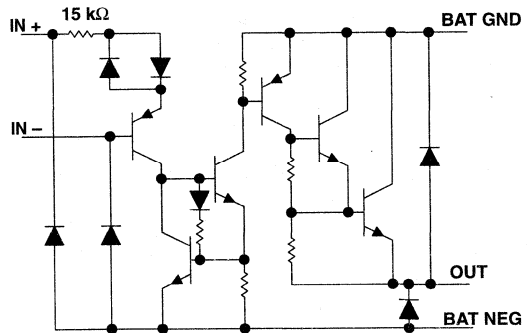 15 kΩ
IN +
BAT GND
IN −
OUT
BAT NEG